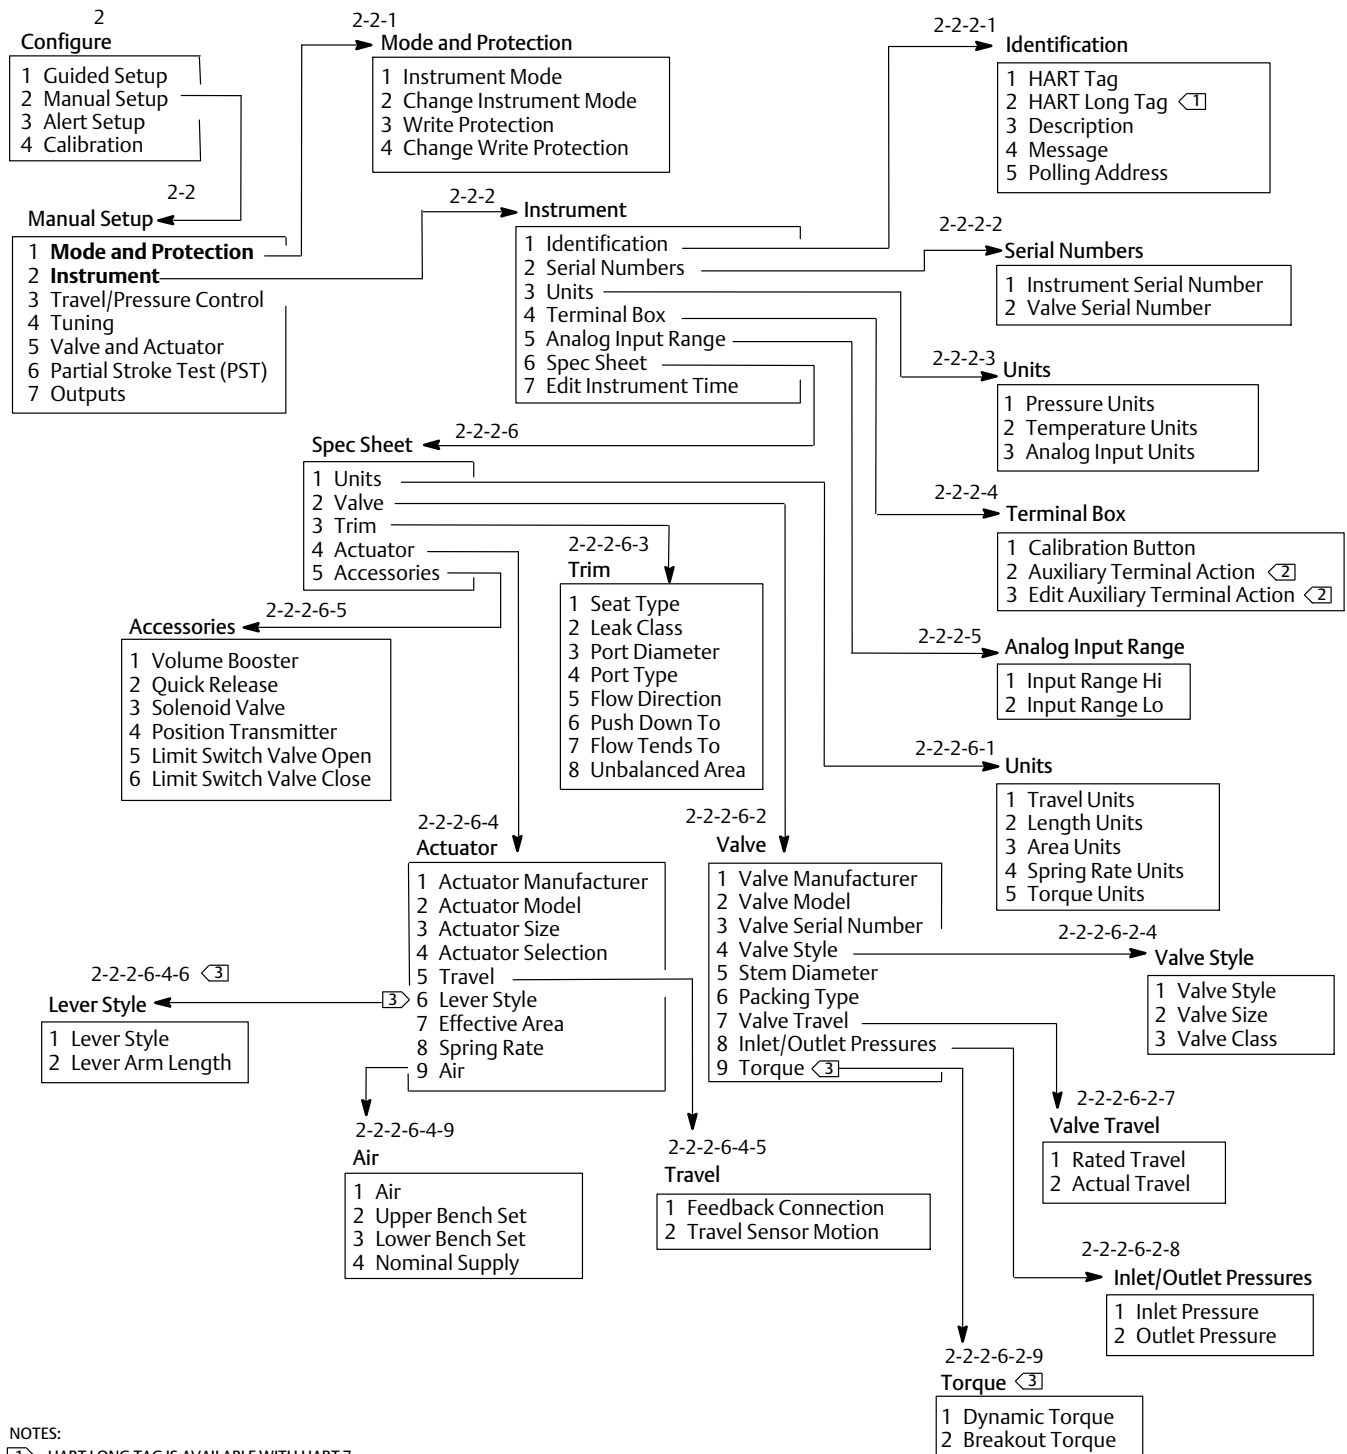 2
Configure
1 Guided Setup
2 Manual Setup
3 Alert Setup
4 Calibration
2-2-1
Mode and Protection
1 Instrument Mode
2 Change Instrument Mode
3 Write Protection
4 Change Write Protection
2-2-2-1
Identification
1 HART Tag
2 HART Long Tag 1
3 Description
4 Message
5 Polling Address
2-2
Manual Setup
1 Mode and Protection
2 Instrument
3 Travel/Pressure Control
4 Tuning
5 Valve and Actuator
6 Partial Stroke Test (PST)
7 Outputs
2-2-2
Instrument
1 Identification
2 Serial Numbers
3 Units
4 Terminal Box
5 Analog Input Range
6 Spec Sheet
7 Edit Instrument Time
2-2-2-2
Serial Numbers
1 Instrument Serial Number
2 Valve Serial Number
2-2-2-3
Units
1 Pressure Units
2 Temperature Units
3 Analog Input Units
2-2-2-6
Spec Sheet
1 Units
2 Valve
3 Trim
4 Actuator
5 Accessories
2-2-2-4
Terminal Box
1 Calibration Button
2 Auxiliary Terminal Action 2
3 Edit Auxiliary Terminal Action 2
2-2-2-6-3
Trim
1 Seat Type
2 Leak Class
3 Port Diameter
4 Port Type
5 Flow Direction
6 Push Down To
7 Flow Tends To
8 Unbalanced Area
2-2-2-6-5
Accessories
1 Volume Booster
2 Quick Release
3 Solenoid Valve
4 Position Transmitter
5 Limit Switch Valve Open
6 Limit Switch Valve Close
2-2-2-5
Analog Input Range
1 Input Range Hi
2 Input Range Lo
2-2-2-6-1
Units
1 Travel Units
2 Length Units
3 Area Units
4 Spring Rate Units
5 Torque Units
2-2-2-6-4
Actuator
1 Actuator Manufacturer
2 Actuator Model
3 Actuator Size
4 Actuator Selection
5 Travel
3 6 Lever Style
7 Effective Area
8 Spring Rate
9 Air
2-2-2-6-2
Valve
1 Valve Manufacturer
2 Valve Model
3 Valve Serial Number
4 Valve Style
5 Stem Diameter
6 Packing Type
7 Valve Travel
8 Inlet/Outlet Pressures
9 Torque 3
2-2-2-6-2-4
Valve Style
1 Valve Style
2 Valve Size
3 Valve Class
2-2-2-6-4-6 3
Lever Style
1 Lever Style
2 Lever Arm Length
2-2-2-6-2-7
Valve Travel
1 Rated Travel
2 Actual Travel
2-2-2-6-4-9
Air
1 Air
2 Upper Bench Set
3 Lower Bench Set
4 Nominal Supply
2-2-2-6-4-5
Travel
1 Feedback Connection
2 Travel Sensor Motion
2-2-2-6-2-8
Inlet/Outlet Pressures
1 Inlet Pressure
2 Outlet Pressure
2-2-2-6-2-9
Torque 3
1 Dynamic Torque
2 Breakout Torque
NOTES:
1 HART LONG TAG IS AVAILABLE WITH HART 7